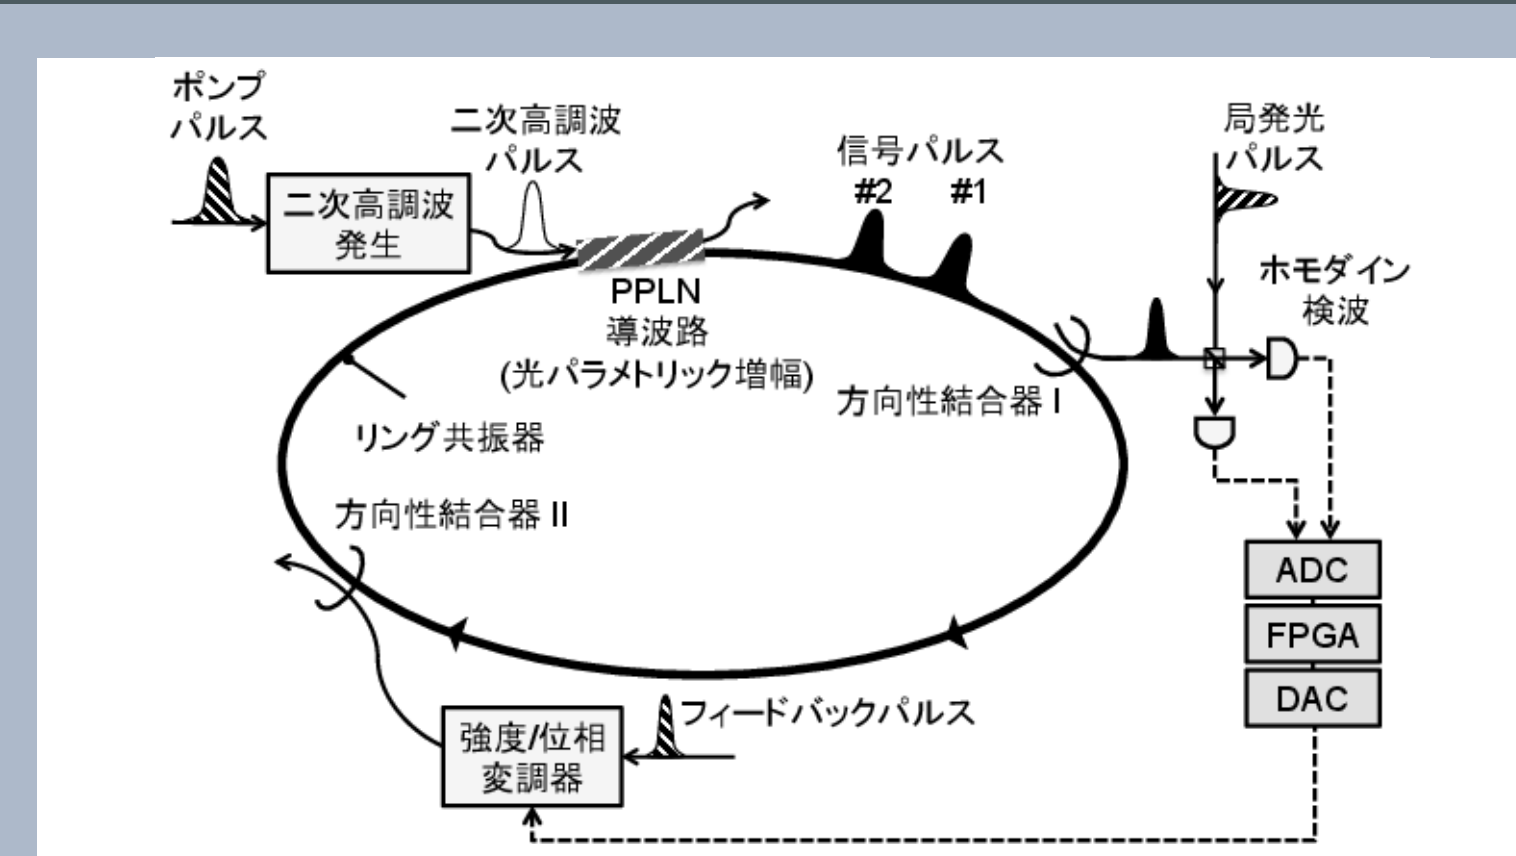 ポンプ
パルス
二次高調波
発生
二次高調波
パルス
PPLN
導波路
(光パラメトリック増幅)
信号パルス
#2 #1
局発光
パルス
ホモダイン
検波
方向性結合器 I
リング共振器
方向性結合器 II
ADC
FPGA
DAC
フィードバックパルス
強度/位相
変調器